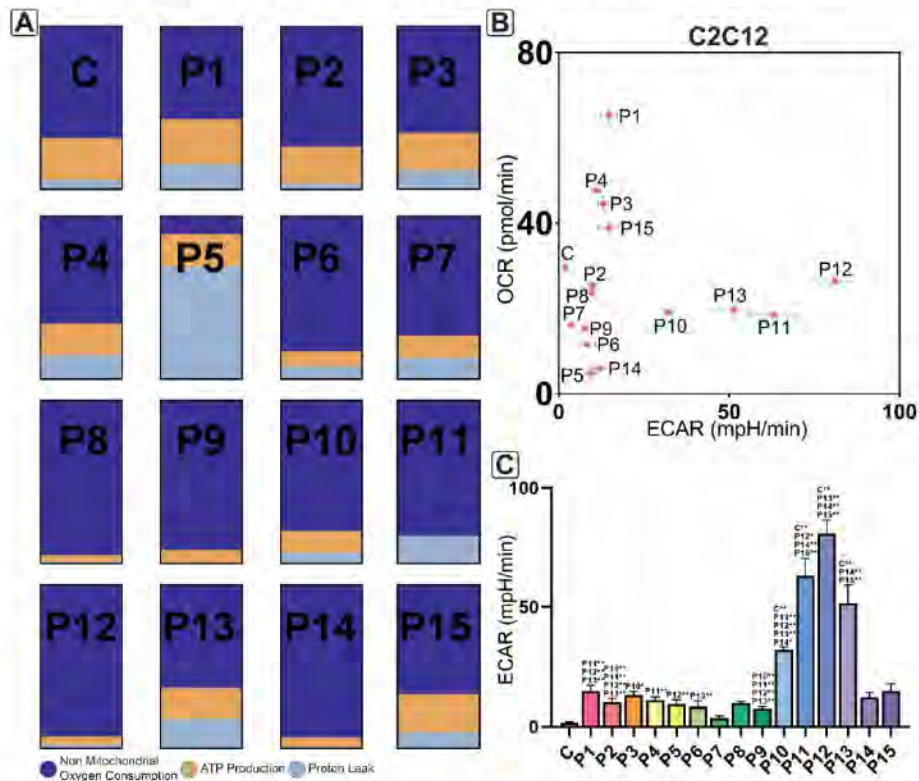 A
C
P1
P2
P3
P4
P5
P6
P7
P8
P9
P10
P11
P12
P13
P14
P15
Non Mitochondrial
Oxygen Consumption
ATP Production
Proton Leak
B
C2C12
80
40
0
OCR (pmol/min)
P1
P4
P3
P15
C
P2
P8
P7
P9
P6
P5
P14
P10
P13
P11
P12
0
50
100
ECAR (mpH/min)
C
100
50
0
ECAR (mpH/min)
C
P1
P2
P3
P4
P5
P6
P7
P8
P9
P10
P11
P12
P13
P14
P15